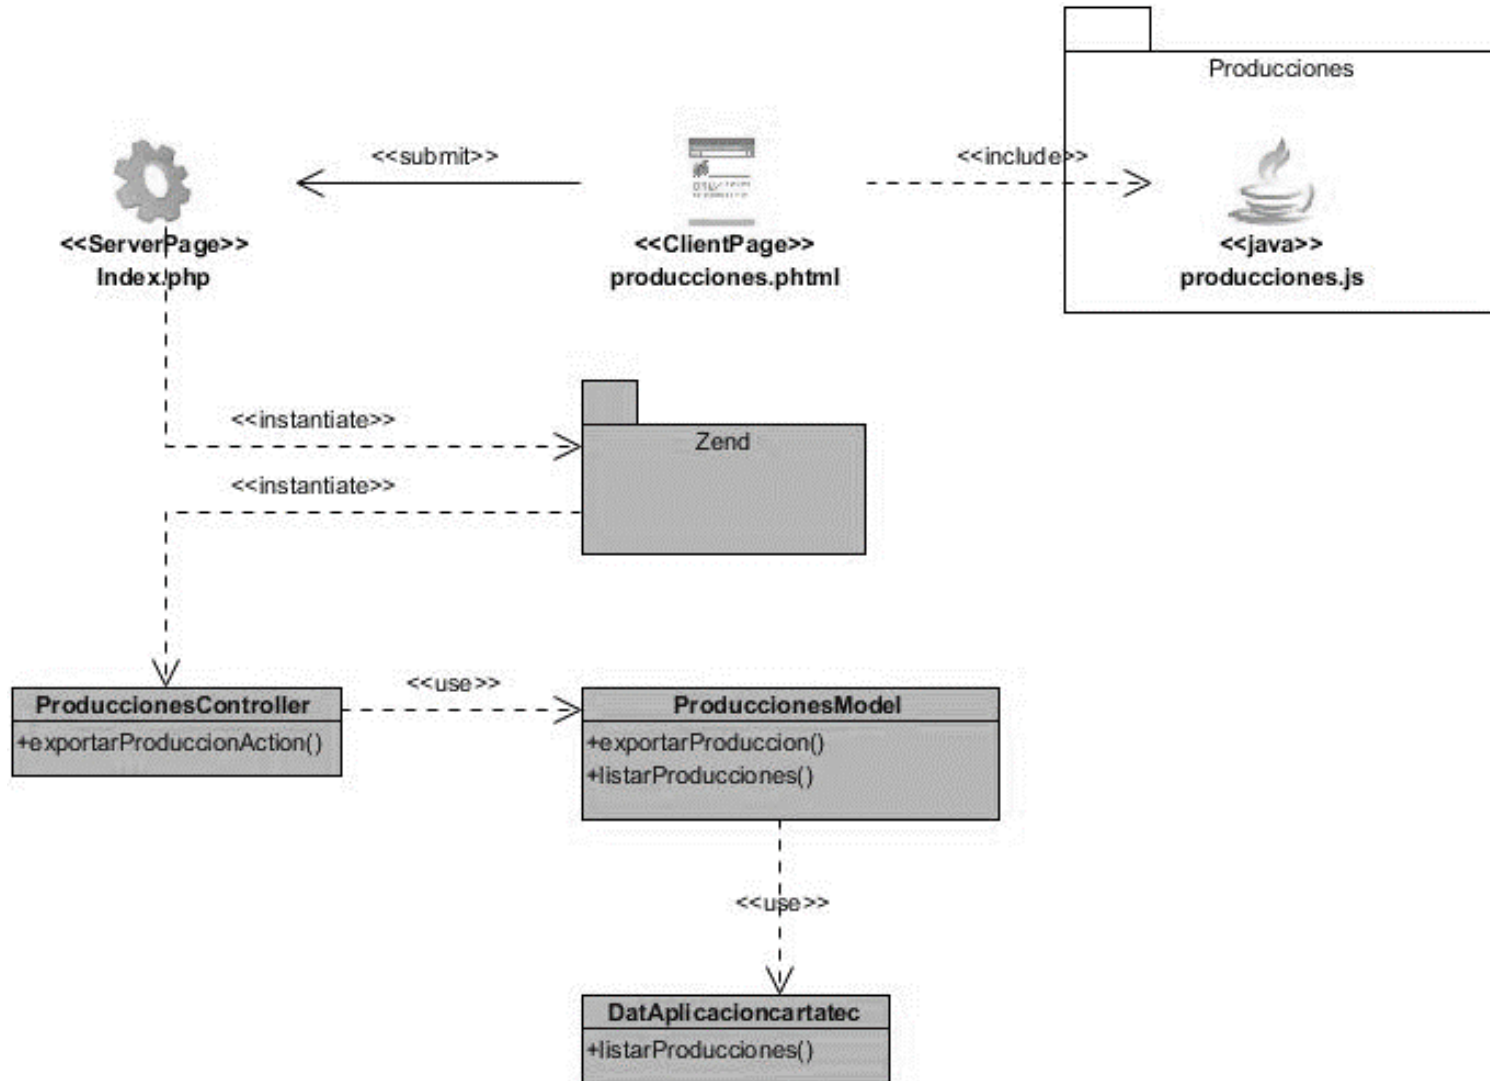 Producciones
<<submit>>
<<include>>
<<ServerPage>>
Index.php
<<ClientPage>>
producciones.phtml
<<java>>
producciones.js
<<instantiate>>
Zend
<<instantiate>>
ProduccionesController
+exportarProduccionAction()
<<use>>
ProduccionesModel
+exportarProduccion()
+listarProducciones()
<<use>>
DatAplicacioncartatec
+listarProducciones()